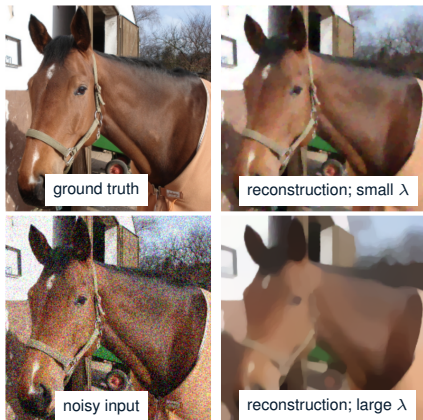 ground truth
reconstruction; small λ
noisy input
reconstruction; large λ